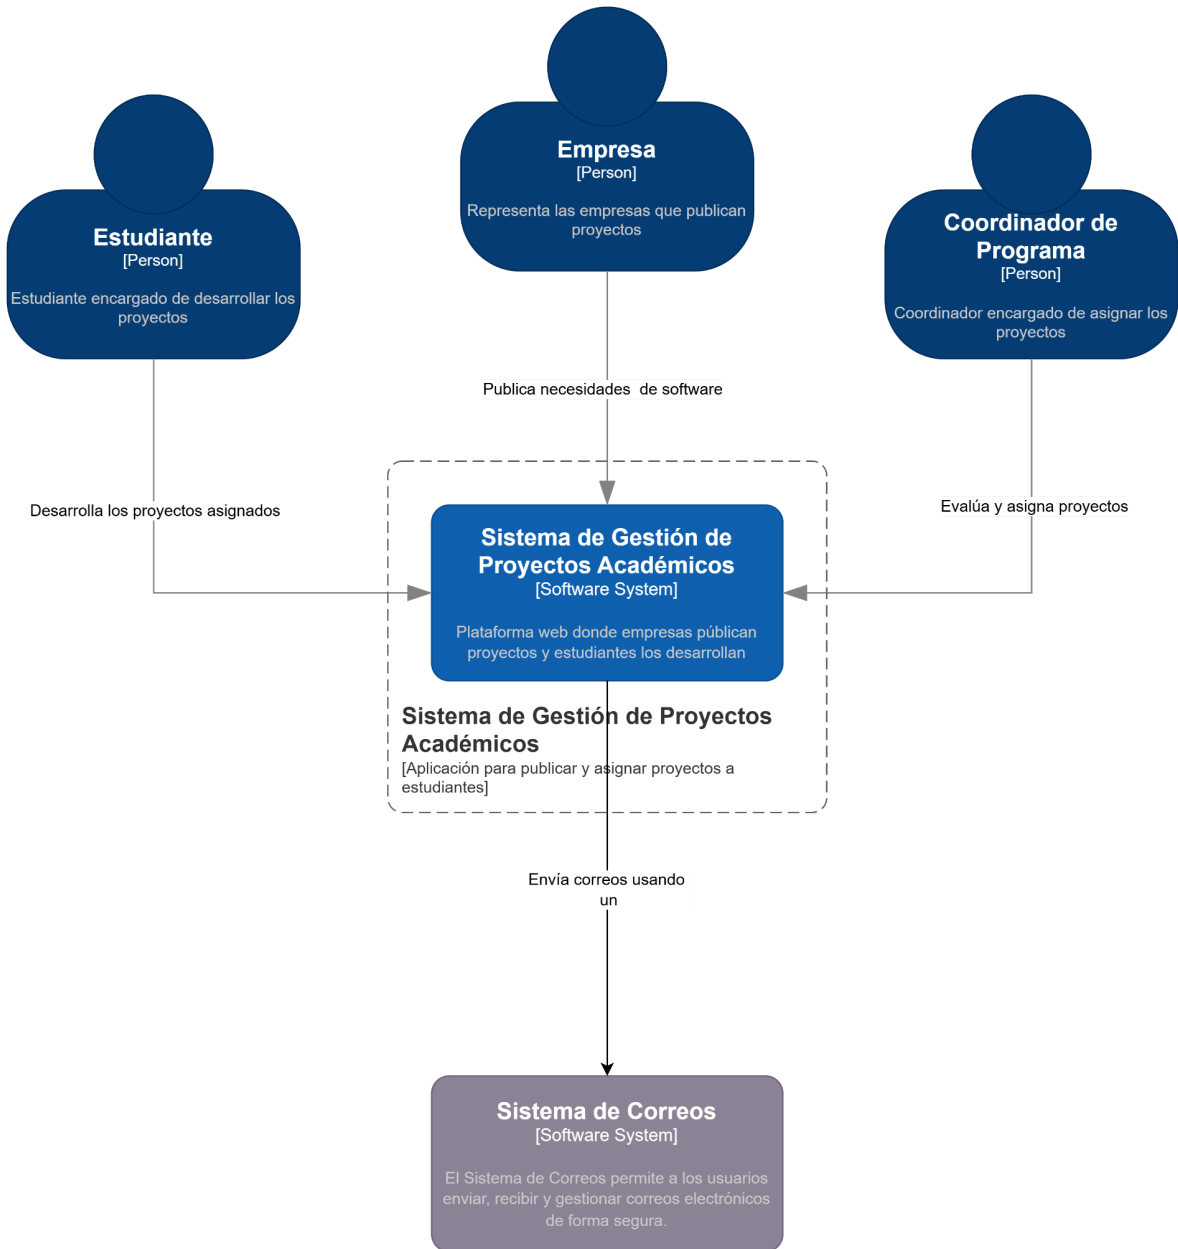 Empresa
[Person]
Representa las empresas que publican
proyectos
Estudiante
[Person]
Estudiante encargado de desarrollar los
proyectos
Coordinador de
Programa
[Person]
Coordinador encargado de asignar los
proyectos
Publica necesidades  de software
Desarrolla los proyectos asignados
Evalúa y asigna proyectos
Sistema de Gestión de
Proyectos Académicos
[Software System]
Plataforma web donde empresas públican
proyectos y estudiantes los desarrollan
Sistema de Gestión de Proyectos
Académicos
[Aplicación para publicar y asignar proyectos a
estudiantes]
Envía correos usando
un
Sistema de Correos
[Software System]
El Sistema de Correos permite a los usuarios
enviar, recibir y gestionar correos electrónicos
de forma segura.